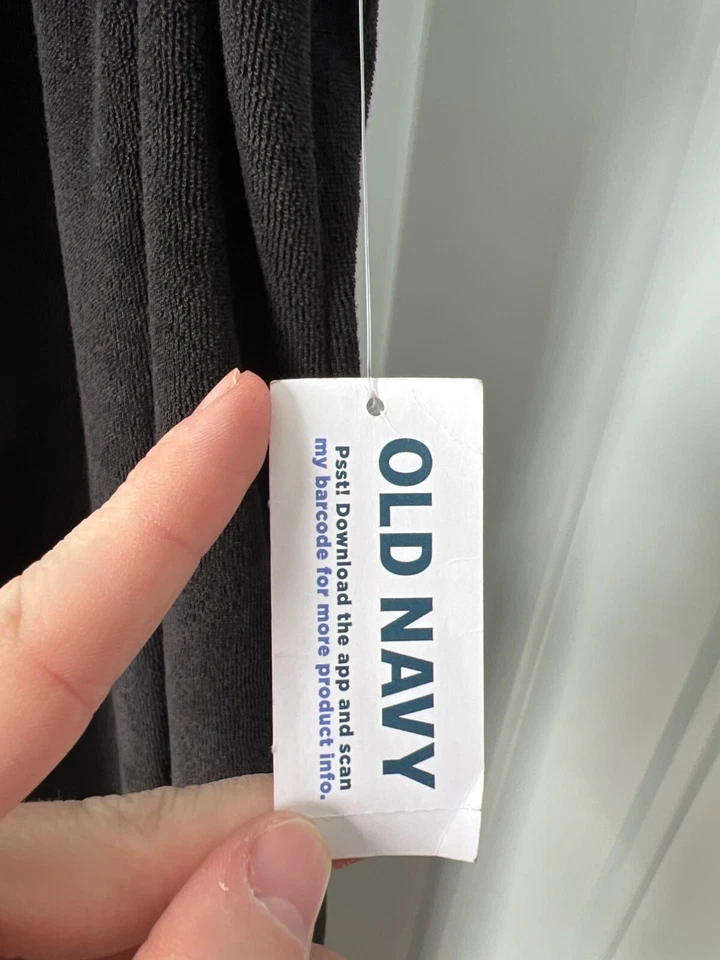 OLD NAVY
Psst! Download the app and scan
my barcode for more product info.